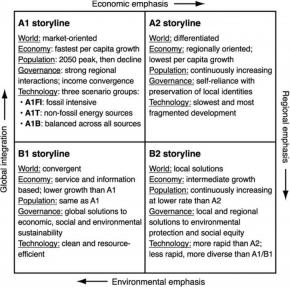 Economic emphasis
A1 storyline
World: market-oriented
Economy: fastest per capita growth
Population: 2050 peak, then decline
Governance: strong regional
interactions; income convergence
Technology: three scenario groups:
• A1FI: fossil intensive
• A1T: non-fossil energy sources
• A1B: balanced across all sources
A2 storyline
World: differentiated
Economy: regionally oriented;
lowest per capita growth
Population: continuously increasing
Governance: self-reliance with
preservation of local identities
Technology: slowest and most
fragmented development
B1 storyline
World: convergent
Economy: service and information
based; lower growth than A1
Population: same as A1
Governance: global solutions to
economic, social and environmental
sustainability
Technology: clean and resource-
efficient
B2 storyline
World: local solutions
Economy: intermediate growth
Population: continuously increasing
at lower rate than A2
Governance: local and regional
solutions to environmental
protection and social equity
Technology: more rapid than A2;
less rapid, more diverse than A1/B1
Global integration
Regional emphasis
Environmental emphasis